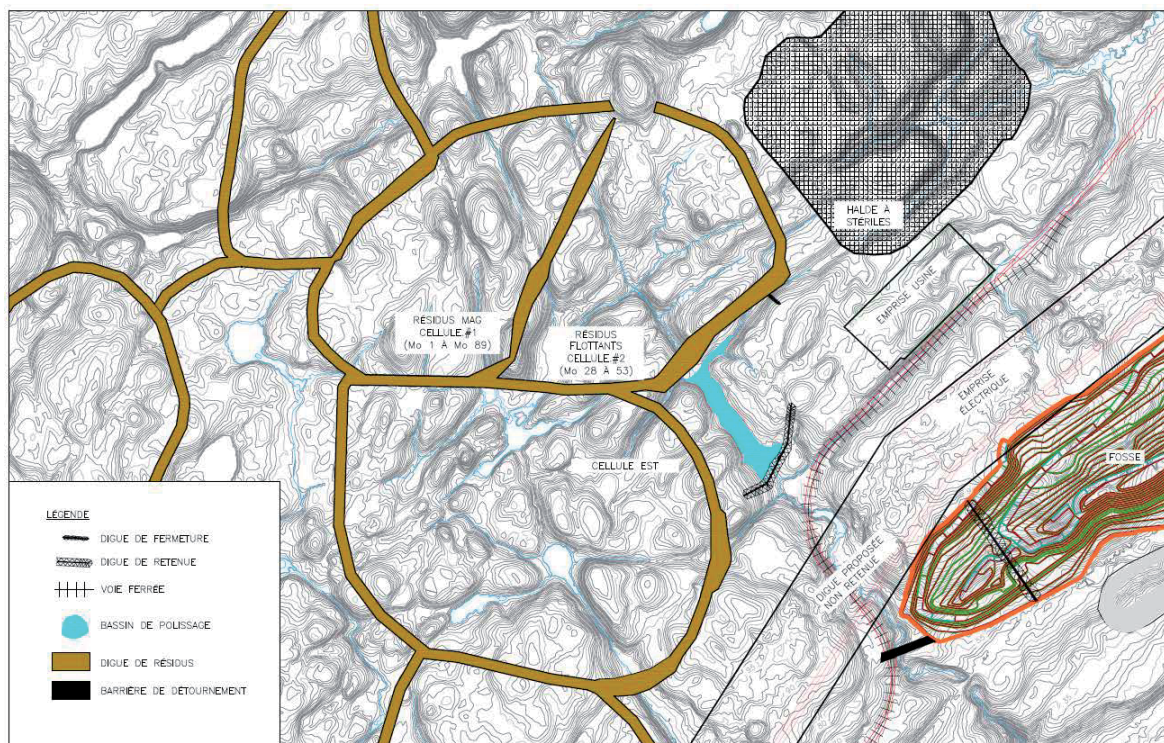 HALDE À
STÉRILES
EMPRISE USINE
RÉSIDUS MAG
CELLULE #1
(Mo 1 À Mo 89)
RÉSIDUS
FLOTTANTS
CELLULE #2
(Mo 28 À 53)
EMPRISE
ÉLECTRIQUE
FOSSE
CELLULE EST
DIGUE PROPOSÉE
NON RETENUE
LÉGENDE
DIGUE DE FERMETURE
DIGUE DE RETENUE
VOIE FERRÉE
BASSIN DE POLISSAGE
DIGUE DE RÉSIDUS
BARRIÈRE DE DÉTOURNEMENT